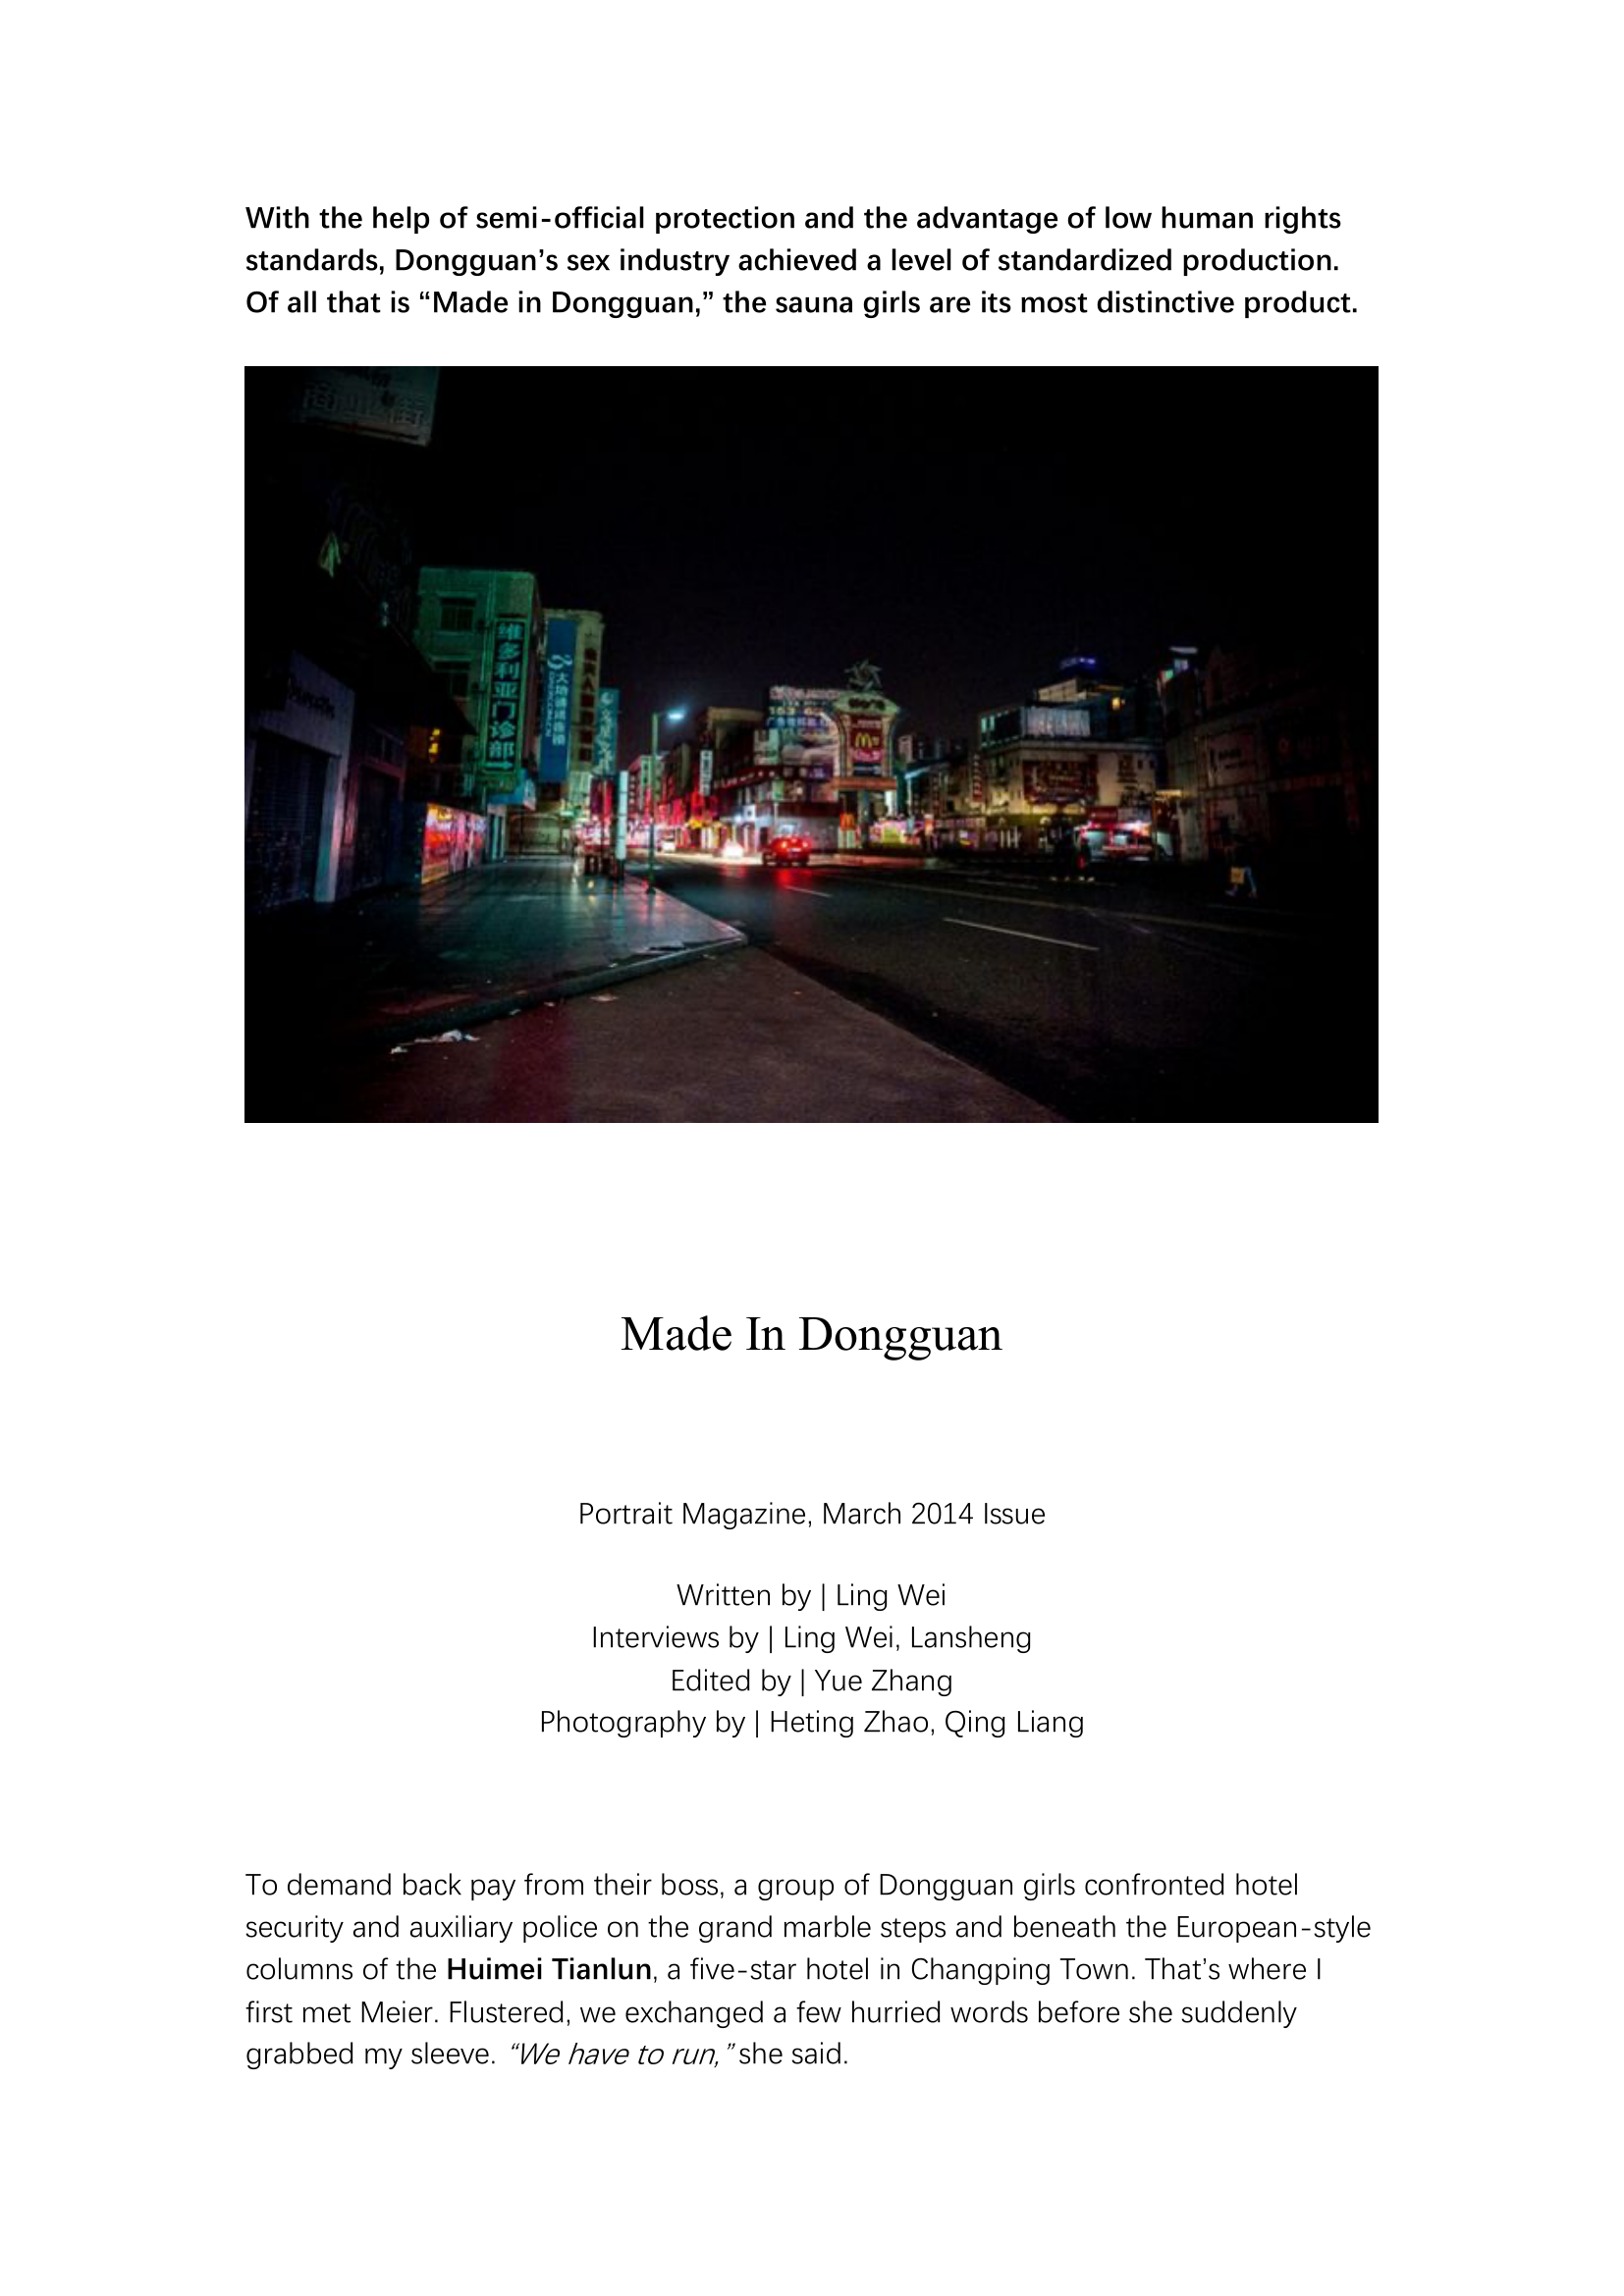 With the help of semi-official protection and the advantage of low human rights
standards, Dongguan’s sex industry achieved a level of standardized production.
Of all that is “Made in Dongguan,” the sauna girls are its most distinctive product.
维多利亚门诊部
Made In Dongguan
Portrait Magazine, March 2014 Issue
Written by | Ling Wei
Interviews by | Ling Wei, Lansheng
Edited by | Yue Zhang
Photography by | Heting Zhao, Qing Liang
To demand back pay from their boss, a group of Dongguan girls confronted hotel
security and auxiliary police on the grand marble steps and beneath the European-style
columns of the Huimei Tianlun, a five-star hotel in Changping Town. That’s where I
first met Meier. Flustered, we exchanged a few hurried words before she suddenly
grabbed my sleeve. “We have to run,” she said.